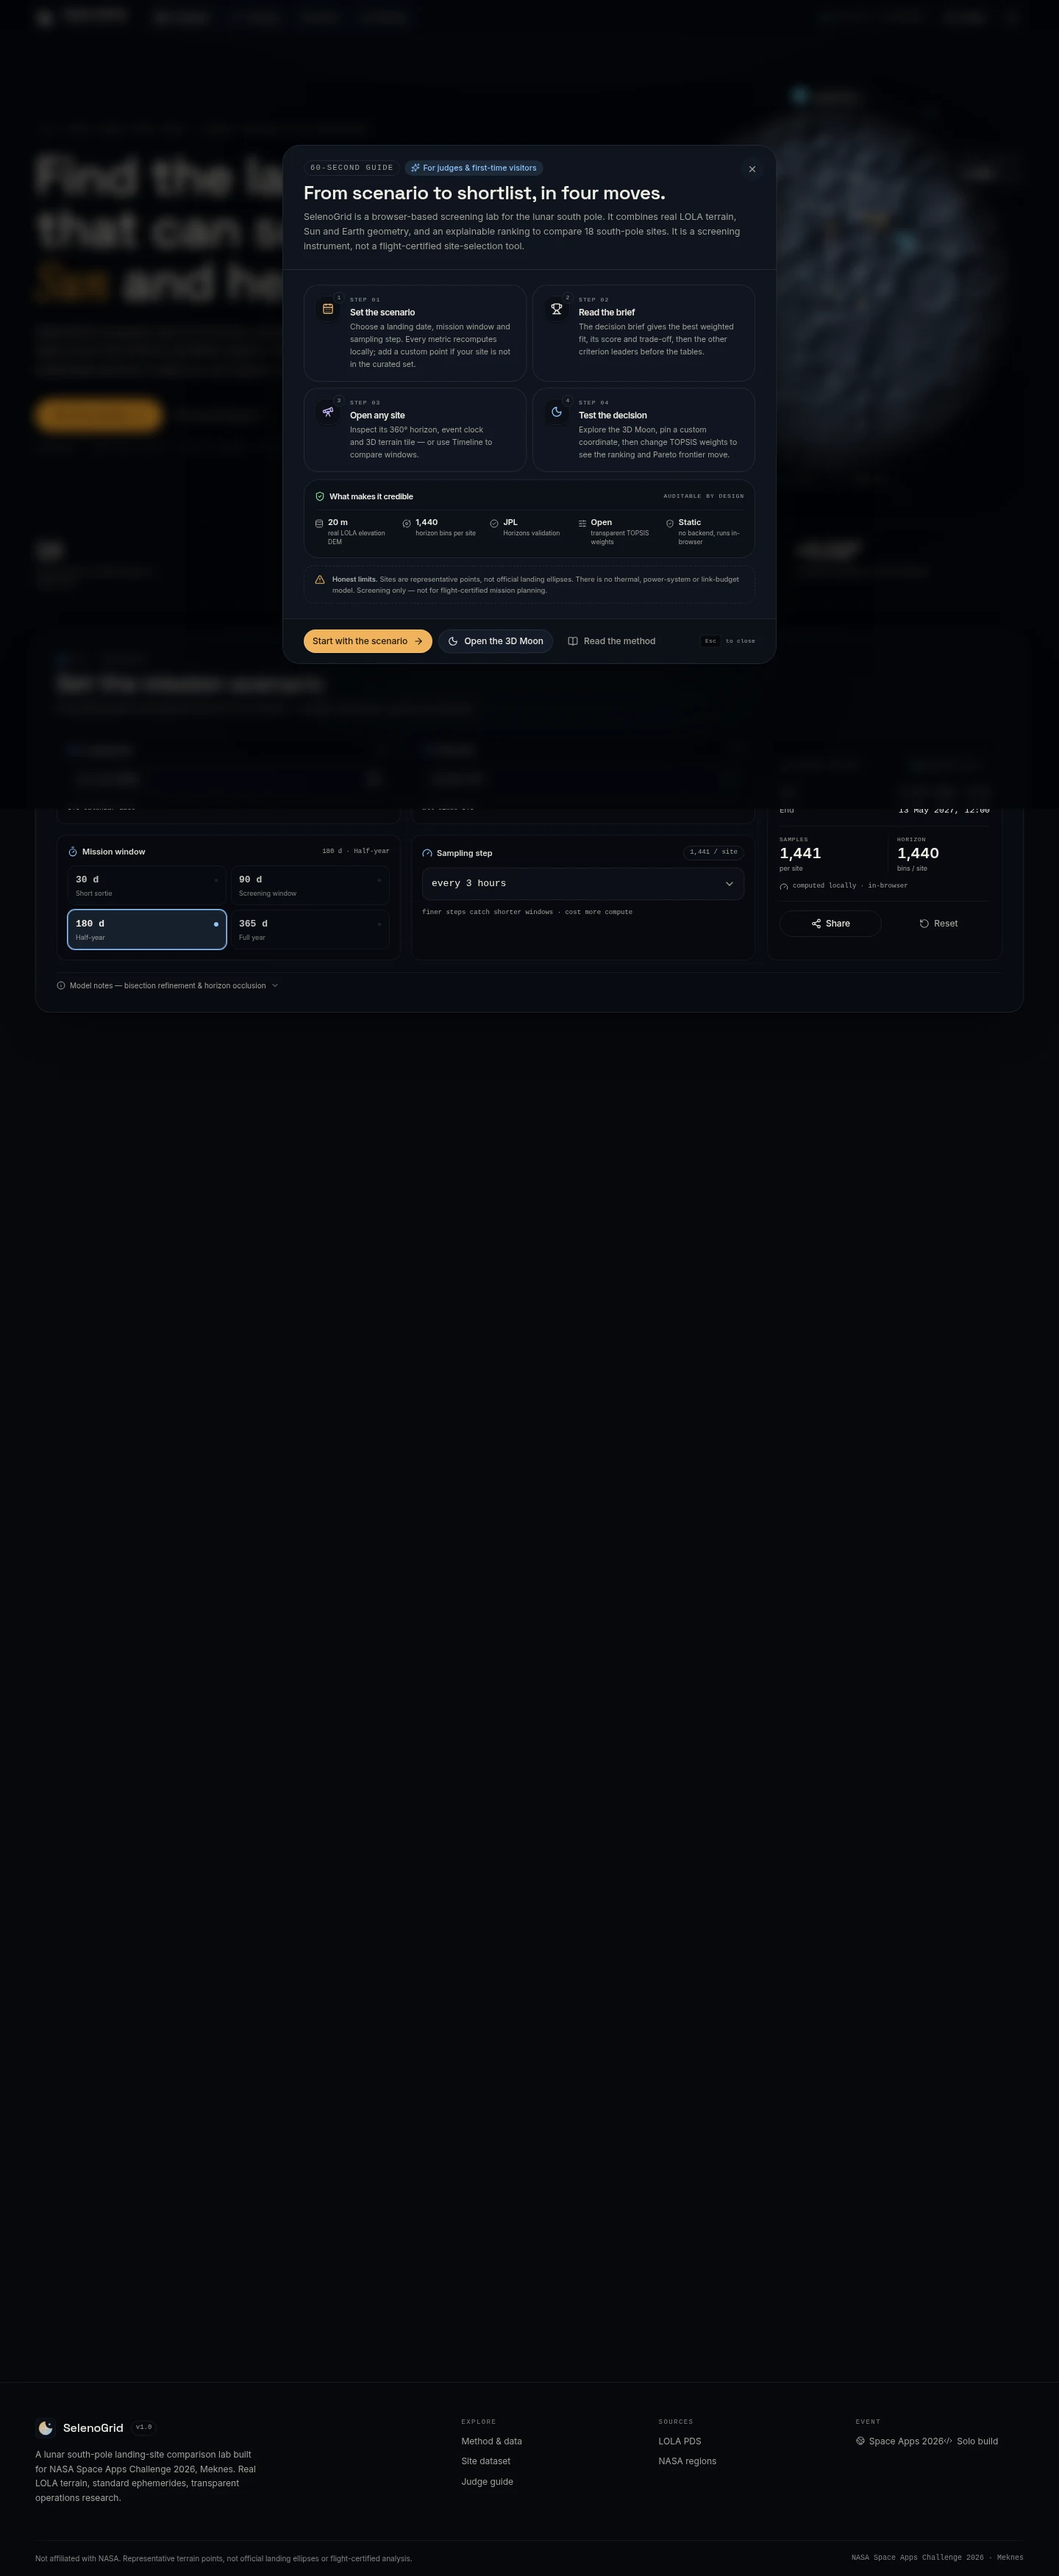 60-SECOND GUIDE
For judges & first-time visitors
From scenario to shortlist, in four moves.
SelenoGrid is a browser-based screening lab for the lunar south pole. It combines real LOLA terrain,
Sun and Earth geometry, and an explainable ranking to compare 18 south-pole sites. It is a screening
instrument, not a flight-certified site-selection tool.
1
STEP 01
Set the scenario
Choose a landing date, mission window and
sampling step. Every metric recomputes
locally; add a custom point if your site is not
in the curated set.
2
STEP 02
Read the brief
The decision brief gives the best weighted
fit, its score and trade-off, then the other
criterion leaders before the tables.
3
STEP 03
Open any site
Inspect its 360° horizon, event clock
and 3D terrain tile — or use Timeline to
compare windows.
4
STEP 04
Test the decision
Explore the 3D Moon, pin a custom
coordinate, then change TOPSIS weights to
see the ranking and Pareto frontier move.
What makes it credible
AUDITABLE BY DESIGN
20 m
real LOLA elevation
DEM
1,440
horizon bins per site
JPL
Horizons validation
Open
transparent TOPSIS
weights
Static
no backend, runs in-
browser
Honest limits. Sites are representative points, not official landing ellipses. There is no thermal, power-system or link-budget
model. Screening only — not for flight-certified mission planning.
Start with the scenario
Open the 3D Moon
Read the method
Esc to close
Set the mission scenario
End
13 May 2027, 12:00
Mission window
180 d · Half-year
30 d
Short sortie
90 d
Screening window
180 d
Half-year
365 d
Full year
Sampling step
1,441 / site
every 3 hours
finer steps catch shorter windows · cost more compute
SAMPLES
1,441
per site
HORIZON
1,440
bins / site
computed locally · in-browser
Share
Reset
Model notes — bisection refinement & horizon occlusion
SelenoGrid
v1.0
A lunar south-pole landing-site comparison lab built
for NASA Space Apps Challenge 2026, Meknes. Real
LOLA terrain, standard ephemerides, transparent
operations research.
EXPLORE
Method & data
Site dataset
Judge guide
SOURCES
LOLA PDS
NASA regions
EVENT
Space Apps 2026
Solo build
Not affiliated with NASA. Representative terrain points, not official landing ellipses or flight-certified analysis.
NASA Space Apps Challenge 2026 · Meknes